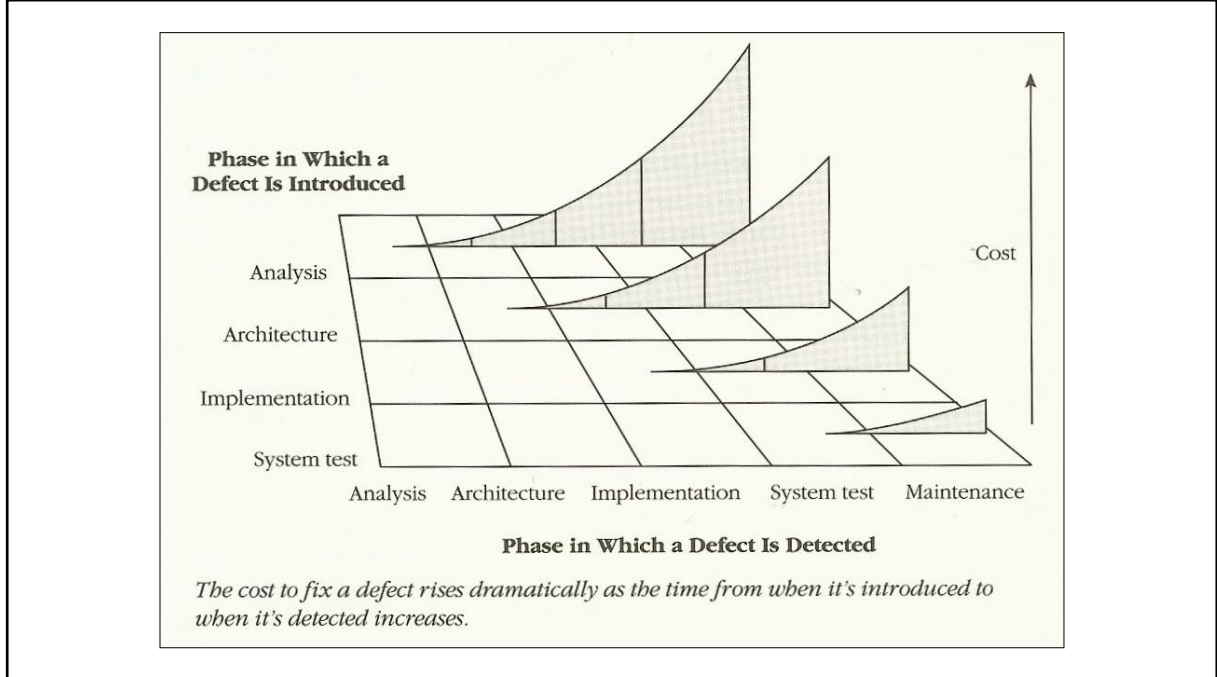 Phase in Which a
Defect Is Introduced
Cost
Analysis
Architecture
Implementation
System test
Analysis Architecture Implementation System test Maintenance
Phase in Which a Defect Is Detected
The cost to fix a defect rises dramatically as the time from when it's introduced to
when it's detected increases.